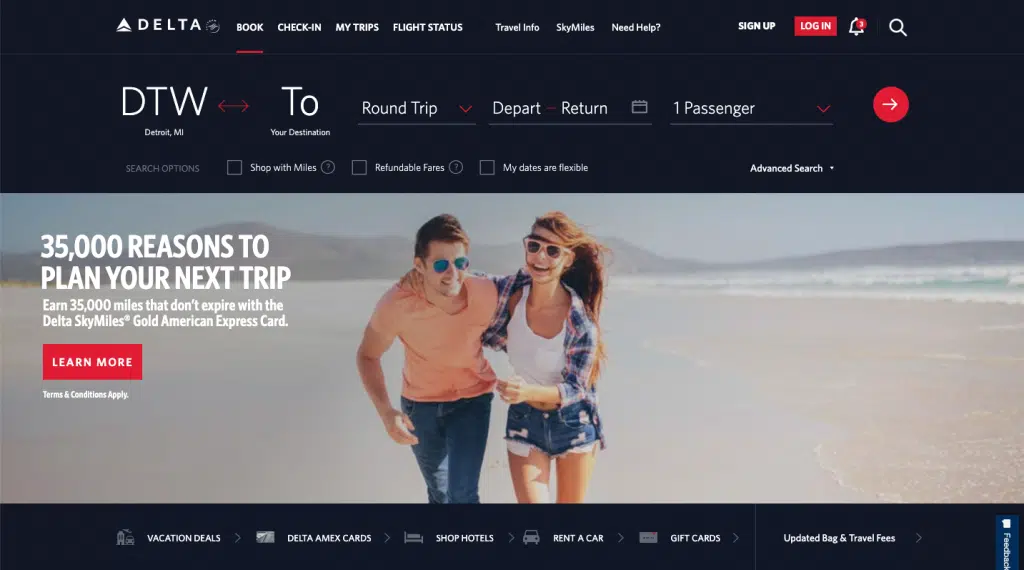 DELTA
BOOK CHECK-IN MY TRIPS FLIGHT STATUS Travel Info SkyMiles Need Help? SIGN UP LOG IN 3
DTW To Round Trip Depart — Return 1 Passenger
Detroit, MI Your Destination
SEARCH OPTIONS Shop with Miles ? Refundable Fares ? My dates are flexible Advanced Search
35,000 REASONS TO
PLAN YOUR NEXT TRIP
Earn 35,000 miles that don't expire with the
Delta SkyMiles® Gold American Express Card.
LEARN MORE
Terms & Conditions Apply.
VACATION DEALS DELTA AMEX CARDS SHOP HOTELS RENT A CAR GIFT CARDS Updated Bag & Travel Fees
Feedback